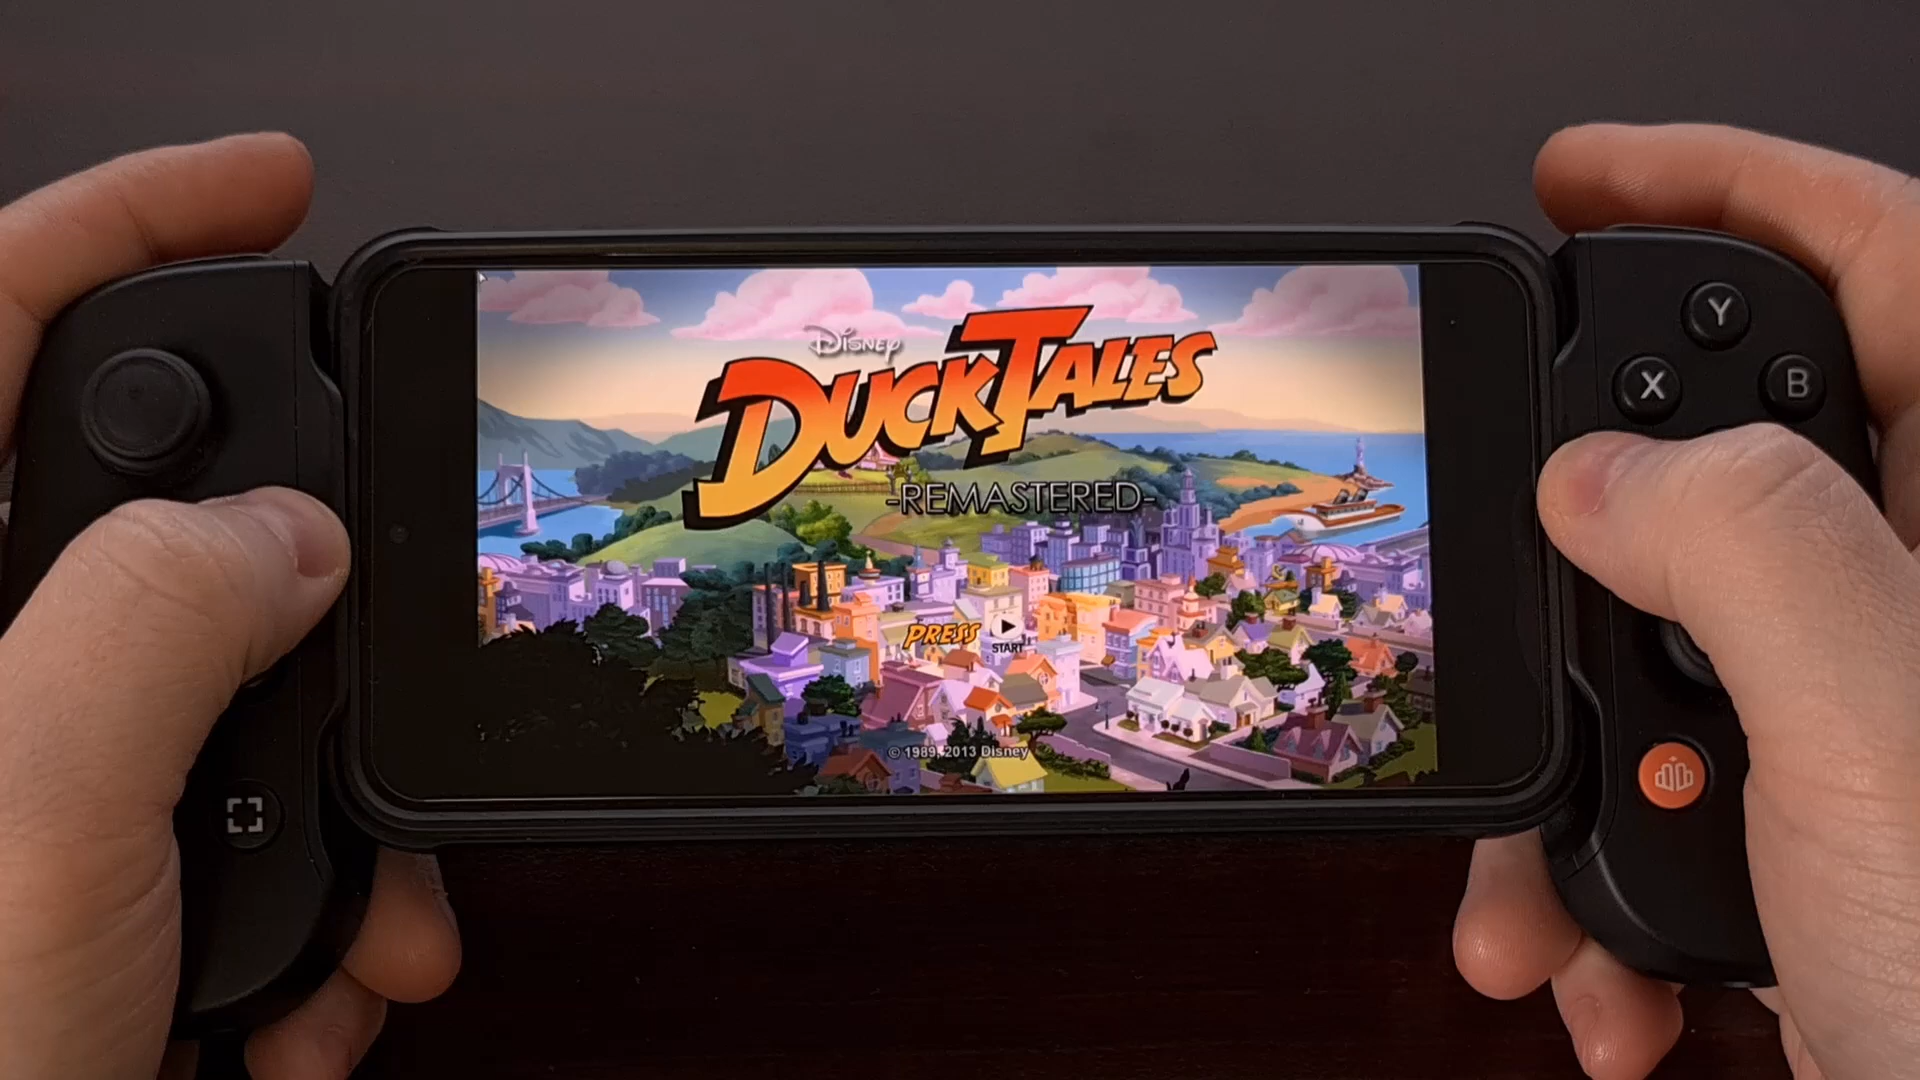 DISNEY
DUCKTALES
-REMASTERED-
PRESS
START
© 1989, 2013 Disney
Y
X
B